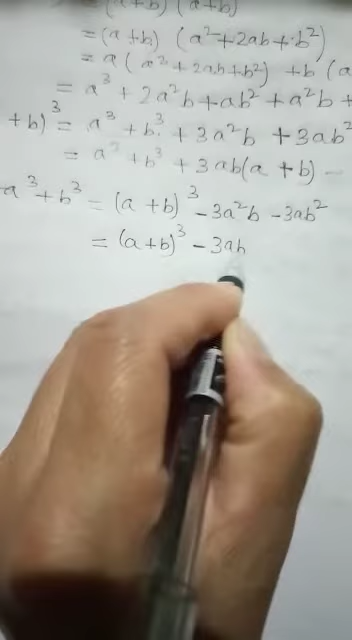 = (a+b) (a+b)
= (a+b) (a²+2ab+b²)
= a (a²+2ab+b²) +b (a
= a³ + 2a²b+ab²+a²b+
+b)³ = a³ + b³ + 3a²b + 3ab²
= a³ + b³ + 3ab(a + b) -
a³+b³ = (a + b)³ -3a²b -3ab²
= (a+b)³ - 3ab